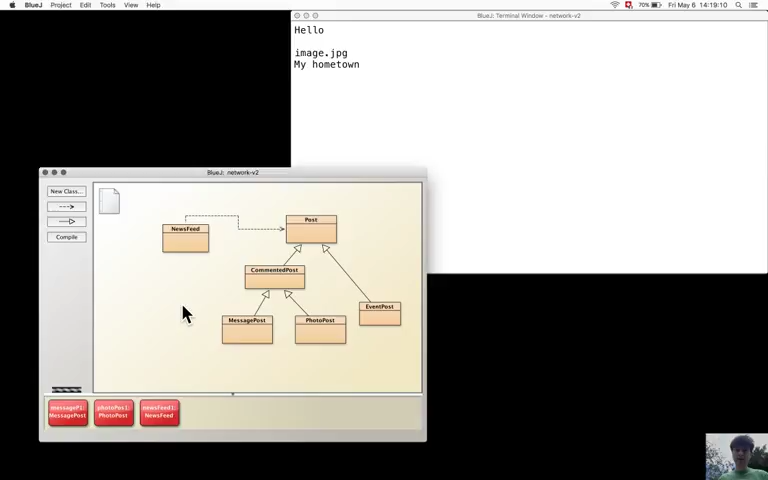 BlueJ Project Edit Tools View Help
70% Fri May 6 14:19:10
BlueJ: Terminal Window - network-v2
Hello
image.jpg
My hometown
BlueJ: network-v2
New Class...
Compile
NewsFeed
Post
CommentedPost
MessagePost
PhotoPost
EventPost
messageP1:
MessagePost
photoPos1:
PhotoPost
newsFeed1:
NewsFeed